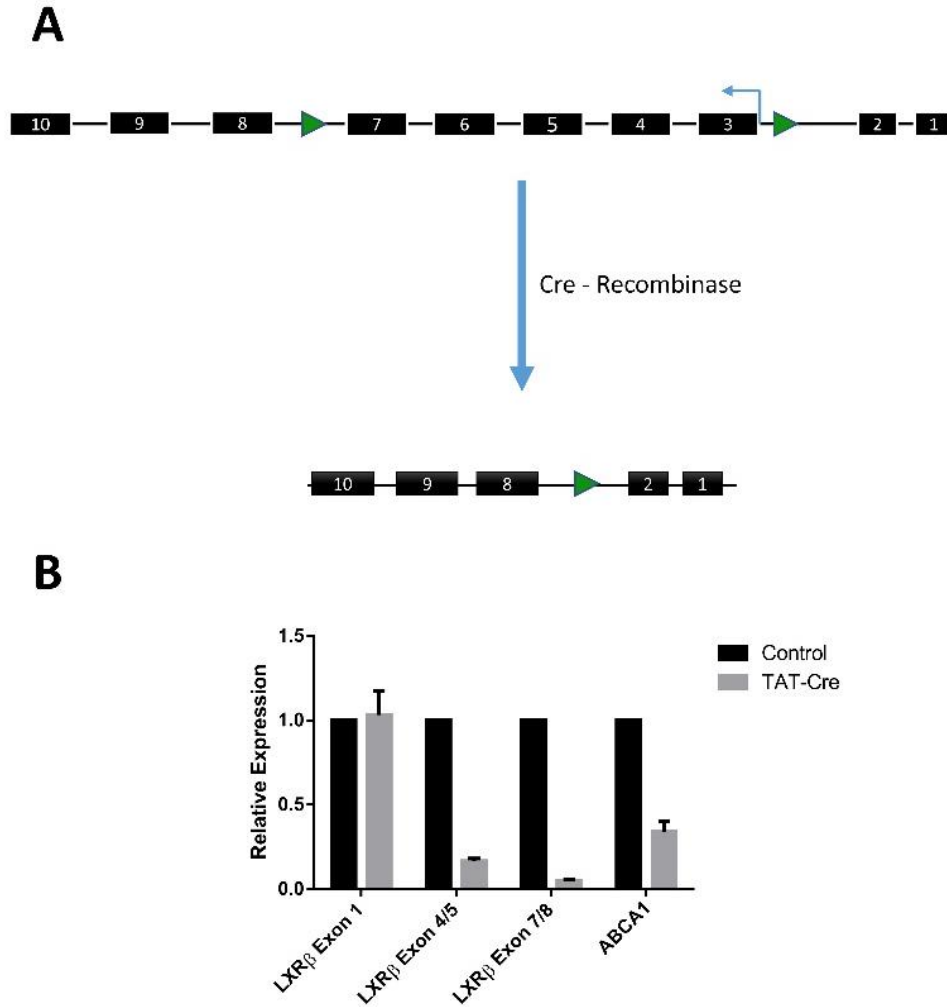 A
10 9 8 7 6 5 4 3 2 1
Cre - Recombinase
10 9 8 2 1
B
1.5
1.0
0.5
0.0
Relative Expression
Control
TAT-Cre
LXRβ Exon 1
LXRβ Exon 4/5
LXRβ Exon 7/8
ABCA1